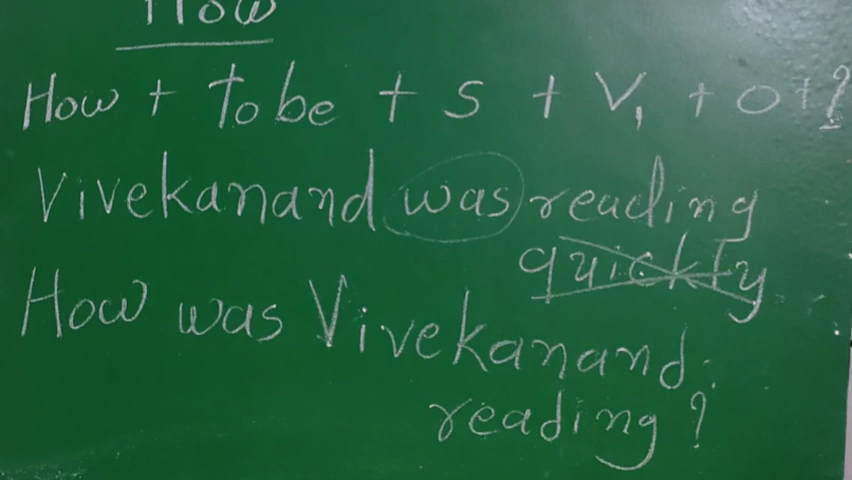 How
How + to be + S + V1 + O + ?
Vivekanand was reading
quickly
How was Vivekanand
reading ?